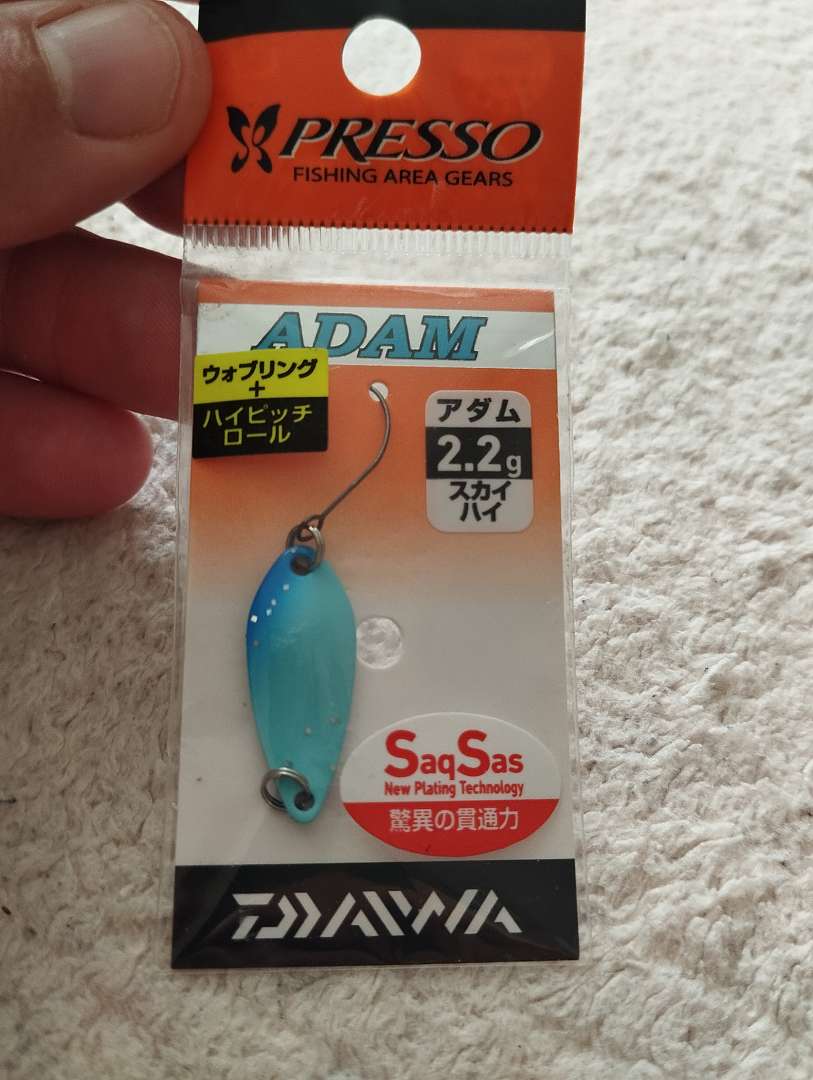 PRESSO
FISHING AREA GEARS
ADAM
ウォブリング
+
ハイピッチ
ロール
アダム
2.2g
スカイ
ハイ
SaqSas
New Plating Technology
驚異の貫通力
DAIWA